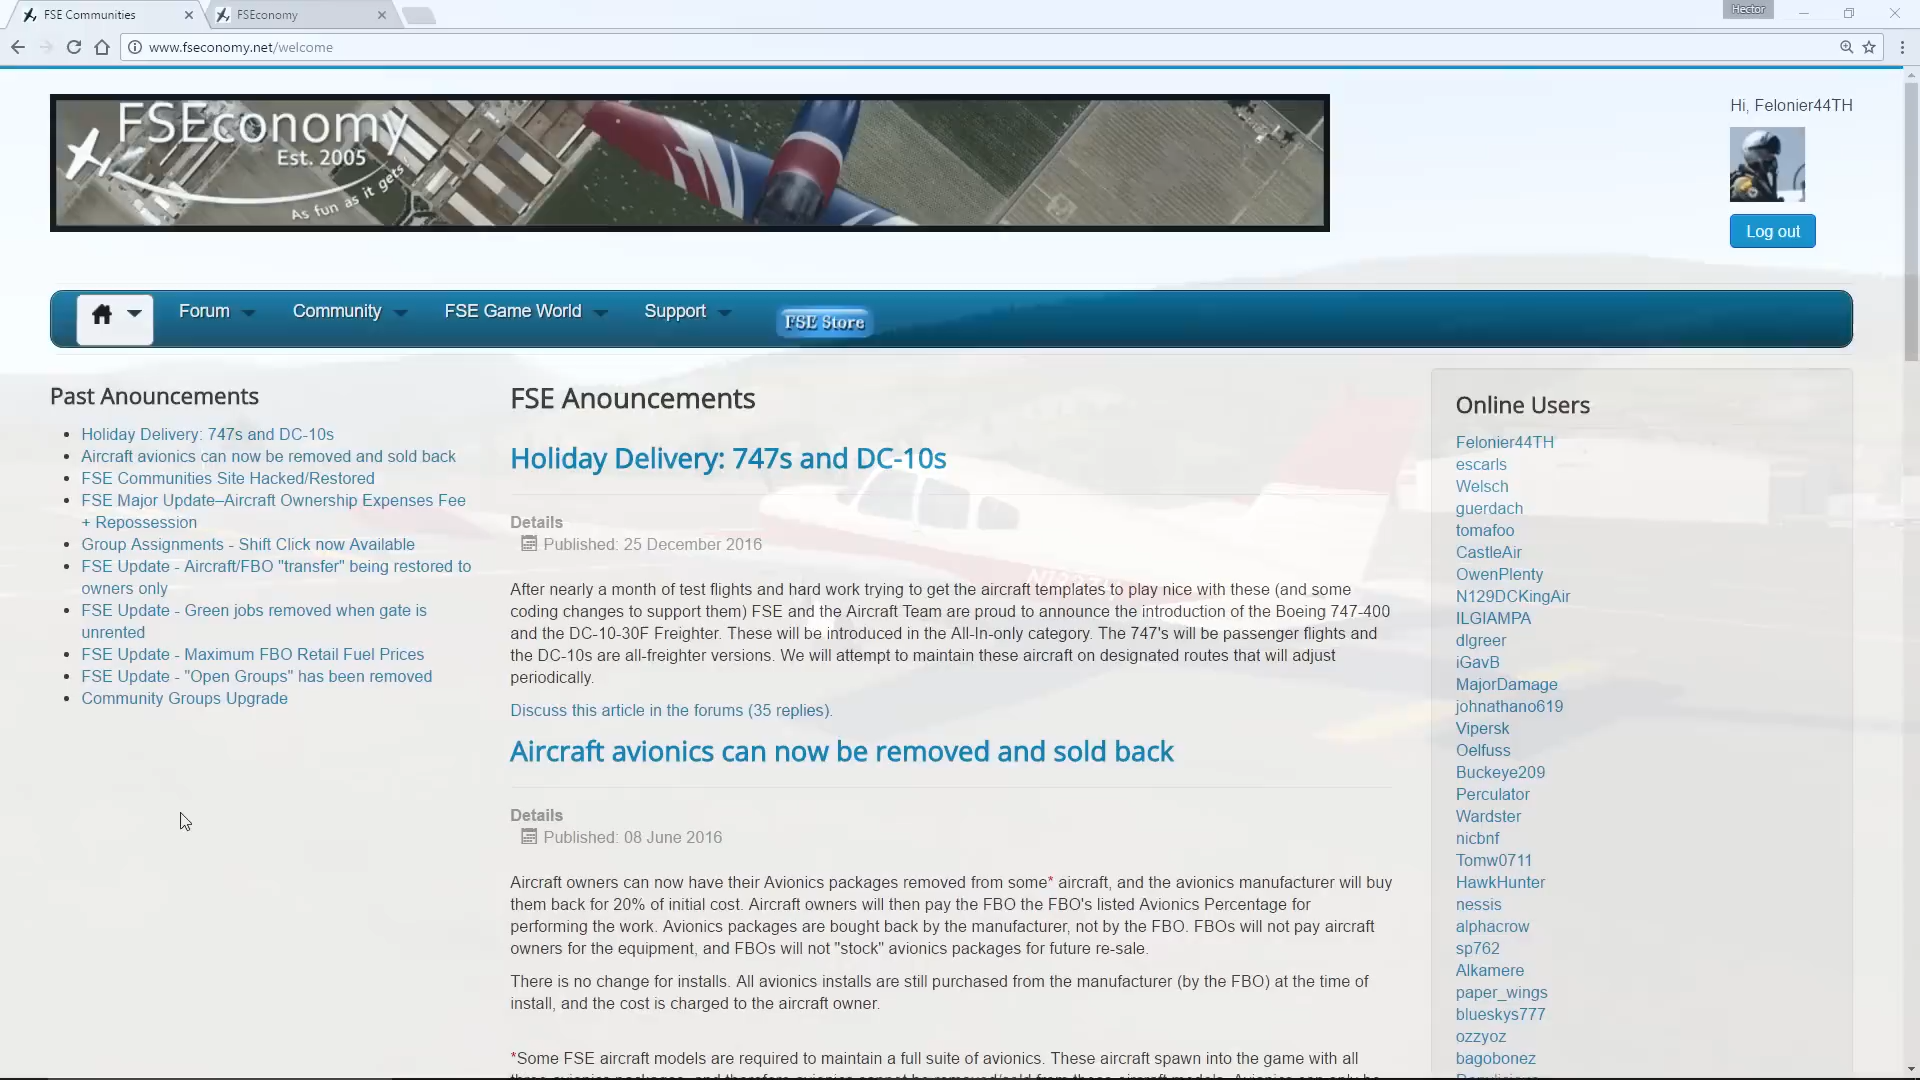 FSE Communities
FSEconomy
Hector
www.fseconomy.net/welcome
FSEconomy
Est. 2005
As fun as it gets
Hi, Felonier44TH
Log out
Forum
Community
FSE Game World
Support
FSE Store
Past Anouncements
Holiday Delivery: 747s and DC-10s
Aircraft avionics can now be removed and sold back
FSE Communities Site Hacked/Restored
FSE Major Update–Aircraft Ownership Expenses Fee
+ Repossession
Group Assignments - Shift Click now Available
FSE Update - Aircraft/FBO "transfer" being restored to
owners only
FSE Update - Green jobs removed when gate is
unrented
FSE Update - Maximum FBO Retail Fuel Prices
FSE Update - "Open Groups" has been removed
Community Groups Upgrade
FSE Anouncements
Holiday Delivery: 747s and DC-10s
Details
Published: 25 December 2016
After nearly a month of test flights and hard work trying to get the aircraft templates to play nice with these (and some
coding changes to support them) FSE and the Aircraft Team are proud to announce the introduction of the Boeing 747-400
and the DC-10-30F Freighter. These will be introduced in the All-In-only category. The 747's will be passenger flights and
the DC-10s are all-freighter versions. We will attempt to maintain these aircraft on designated routes that will adjust
periodically.
Discuss this article in the forums (35 replies).
Aircraft avionics can now be removed and sold back
Details
Published: 08 June 2016
Aircraft owners can now have their Avionics packages removed from some* aircraft, and the avionics manufacturer will buy
them back for 20% of initial cost. Aircraft owners will then pay the FBO the FBO's listed Avionics Percentage for
performing the work. Avionics packages are bought back by the manufacturer, not by the FBO. FBOs will not pay aircraft
owners for the equipment, and FBOs will not "stock" avionics packages for future re-sale.
There is no change for installs. All avionics installs are still purchased from the manufacturer (by the FBO) at the time of
install, and the cost is charged to the aircraft owner.
*Some FSE aircraft models are required to maintain a full suite of avionics. These aircraft spawn into the game with all
Online Users
Felonier44TH
escarls
Welsch
guerdach
tomafoo
CastleAir
OwenPlenty
N129DCKingAir
ILGIAMPA
dlgreer
iGavB
MajorDamage
johnathano619
Vipersk
Oelfuss
Buckeye209
Perculator
Wardster
nicbnf
Tomw0711
HawkHunter
nessis
alphacrow
sp762
Alkamere
paper_wings
blueskys777
ozzyoz
bagobonez